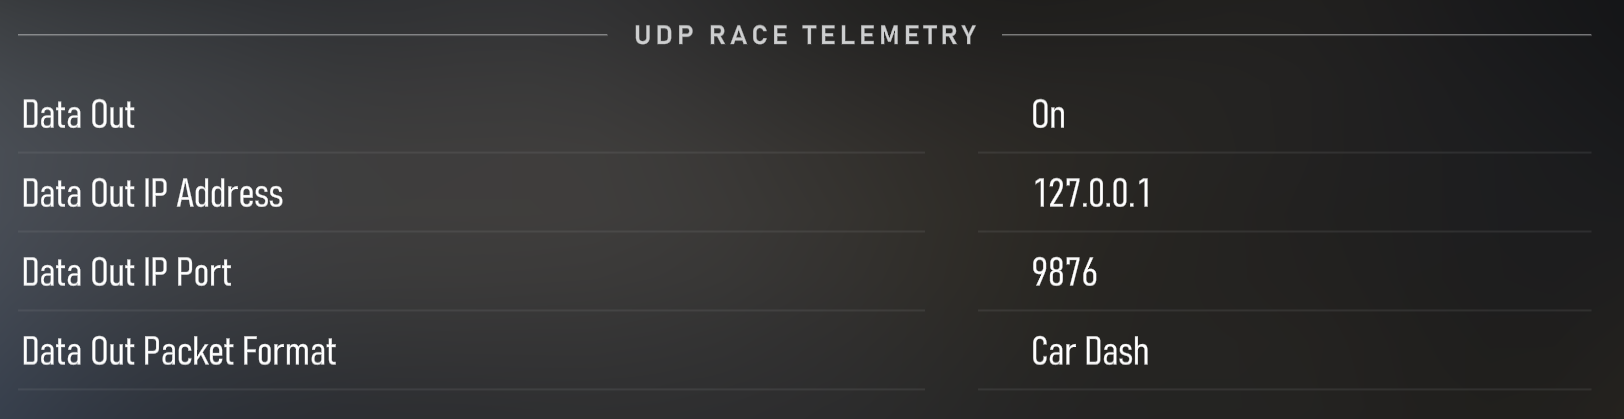 UDP RACE TELEMETRY
Data Out On
Data Out IP Address 127.0.0.1
Data Out IP Port 9876
Data Out Packet Format Car Dash